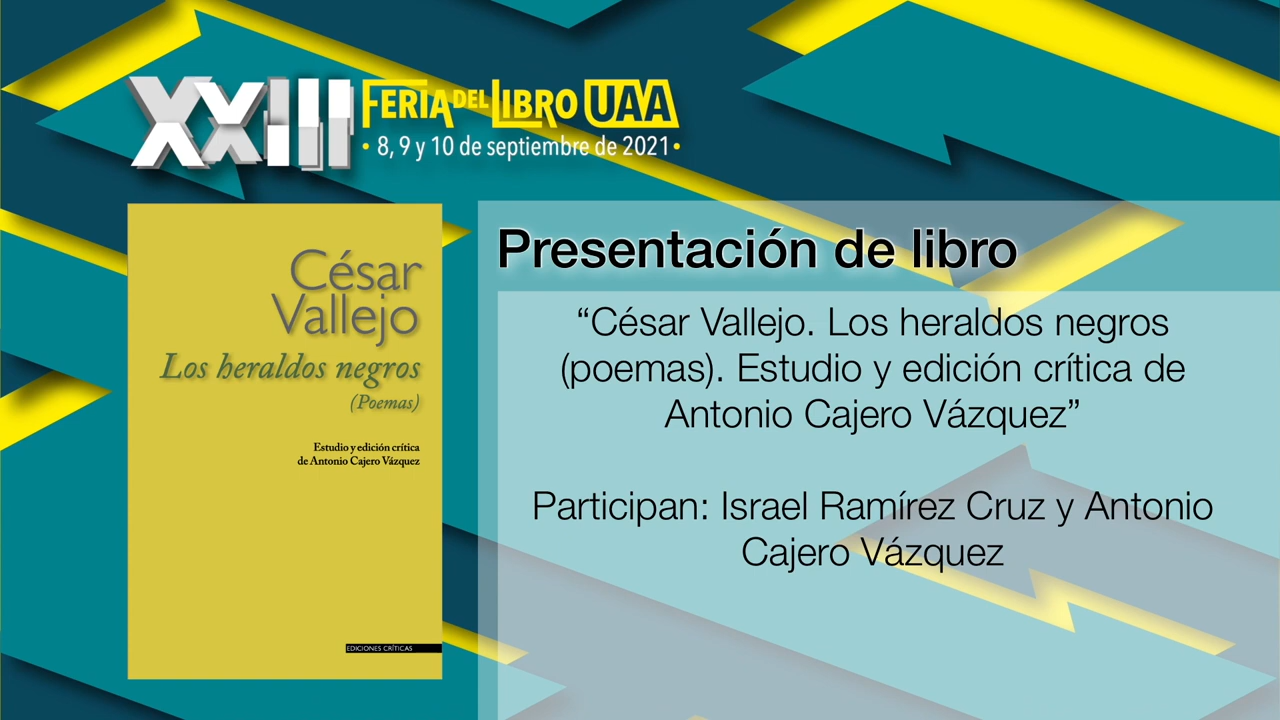 XXIII FERIA DEL LIBRO UAA
• 8, 9 y 10 de septiembre de 2021 •
César
Vallejo
Los heraldos negros
(Poemas)
Estudio y edición crítica
de Antonio Cajero Vázquez
EDICIONES CRÍTICAS
Presentación de libro
“César Vallejo. Los heraldos negros
(poemas). Estudio y edición crítica de
Antonio Cajero Vázquez”
Participan: Israel Ramírez Cruz y Antonio
Cajero Vázquez